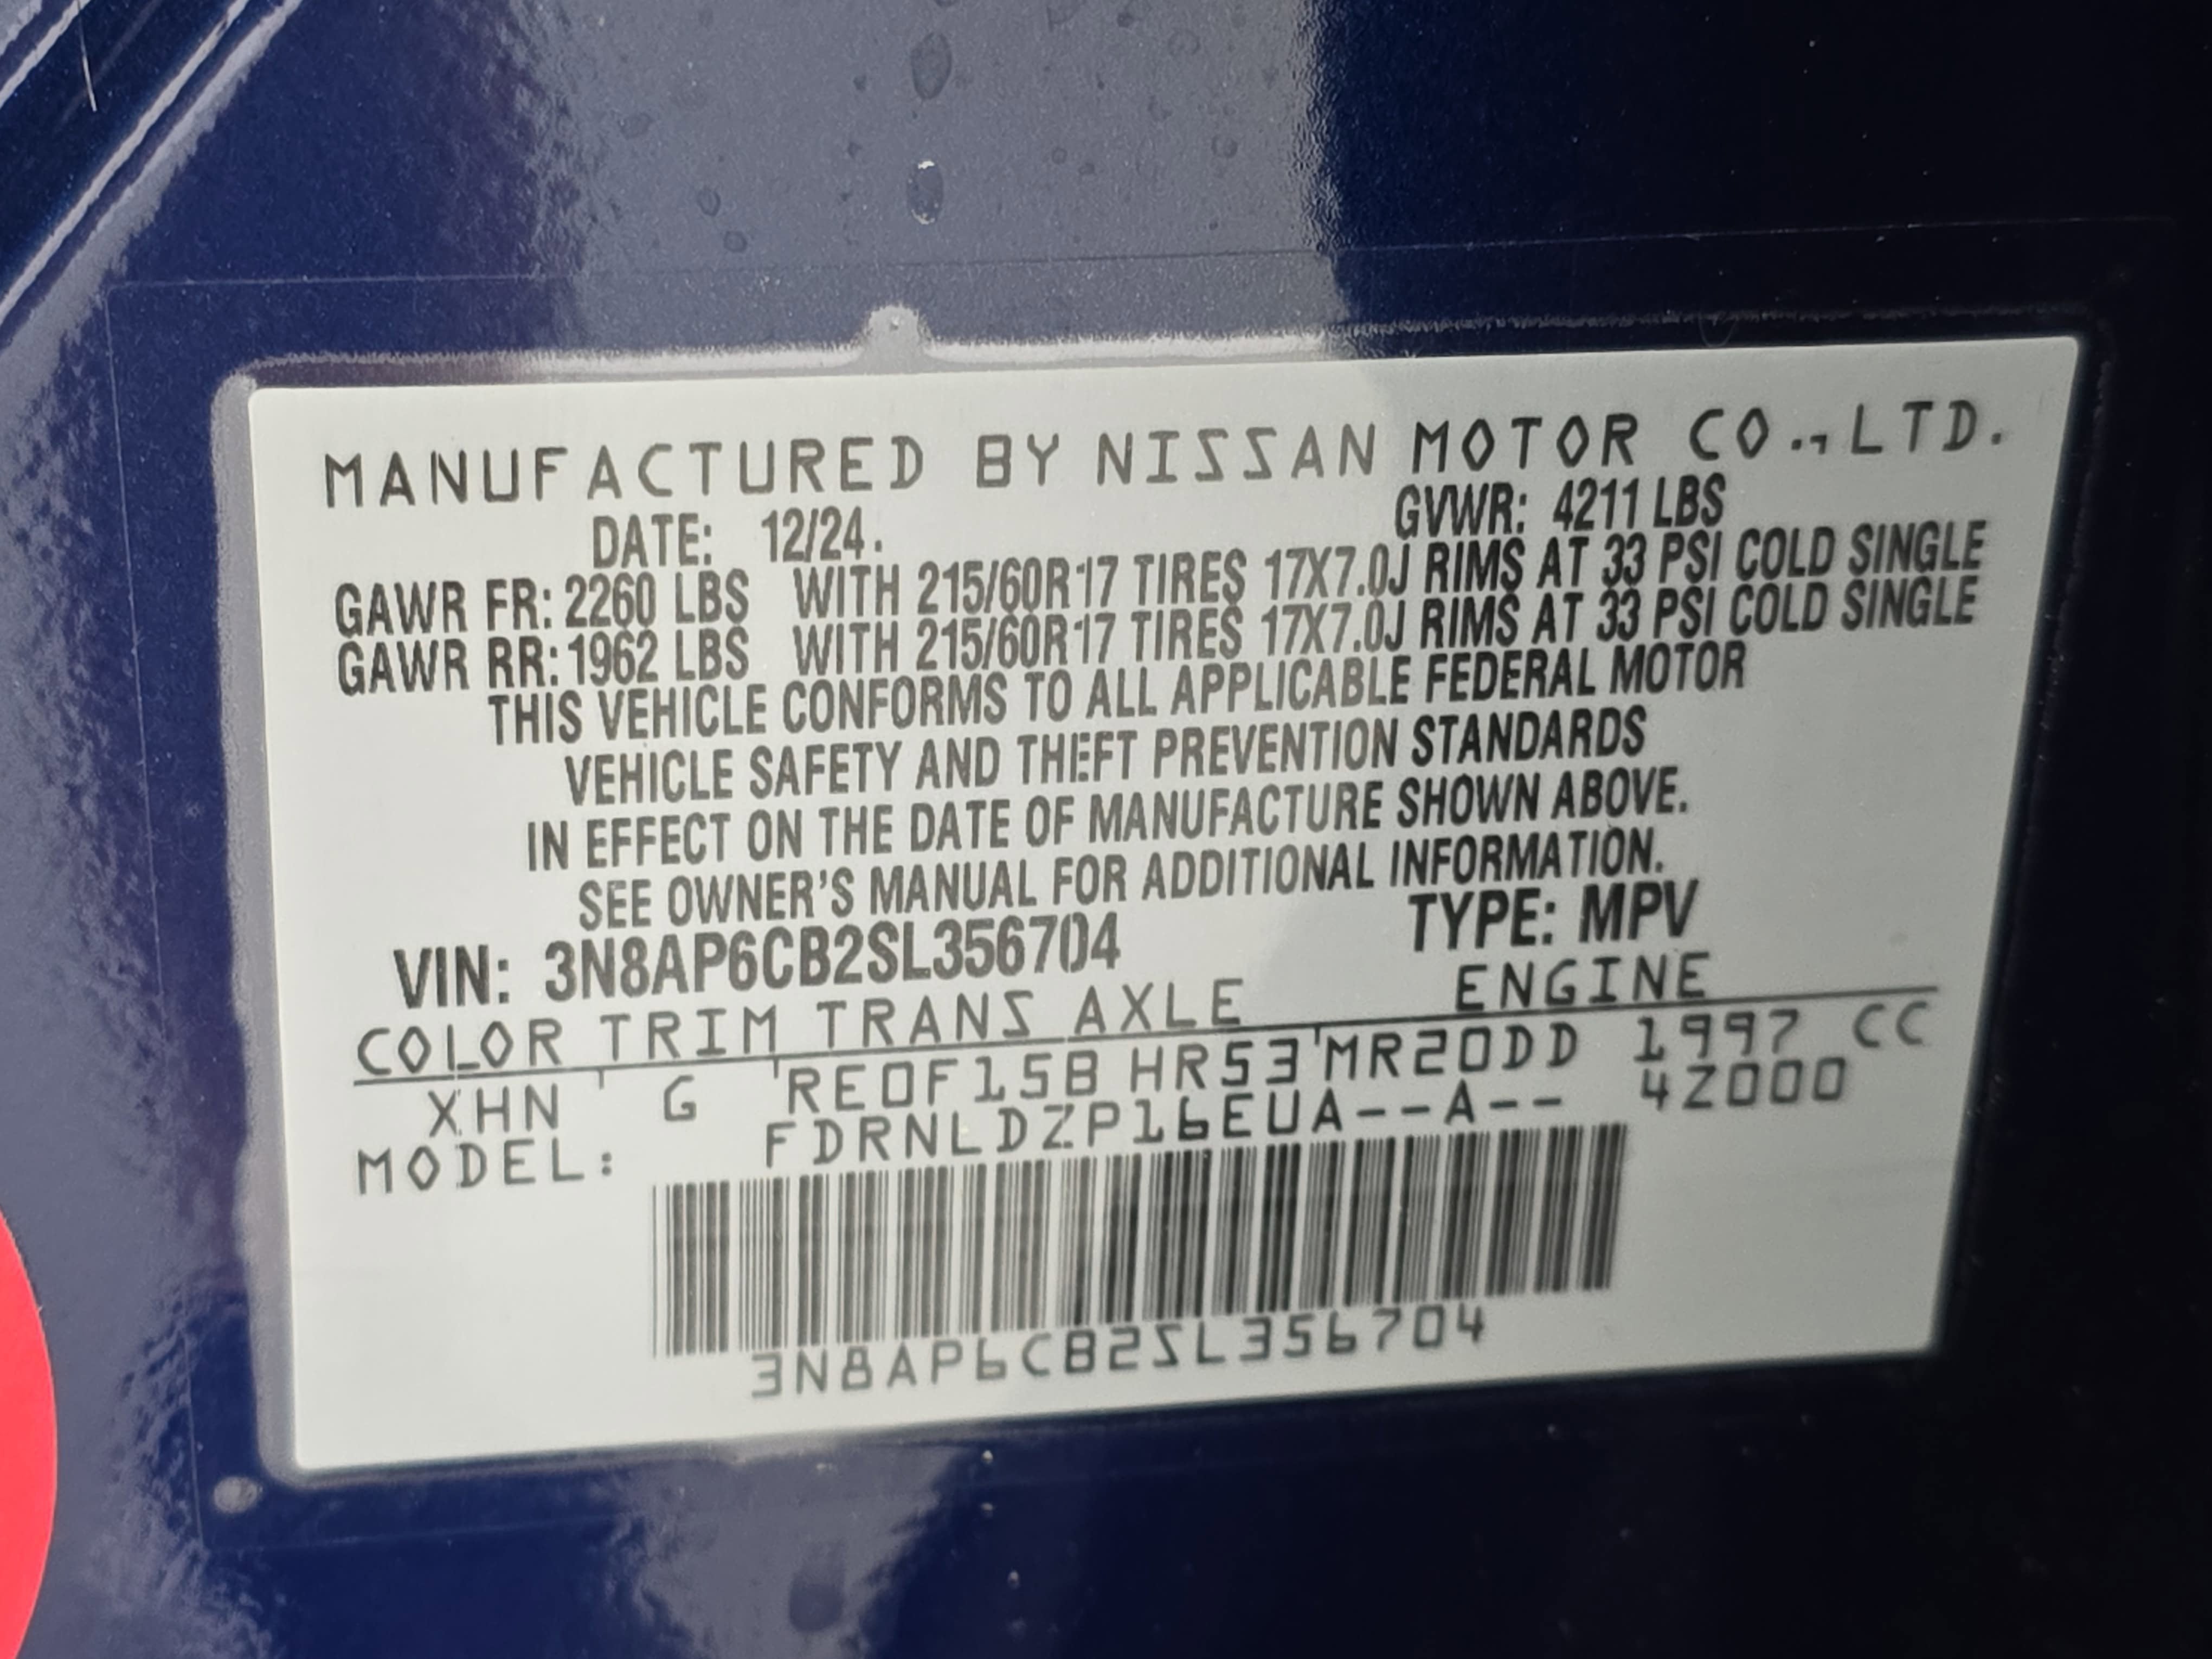 MANUFACTURED BY NISSAN MOTOR CO., LTD.
DATE: 12/24. GVWR: 4211 LBS
GAWR FR: 2260 LBS WITH 215/60R17 TIRES 17X7.0J RIMS AT 33 PSI COLD SINGLE
GAWR RR: 1962 LBS WITH 215/60R17 TIRES 17X7.0J RIMS AT 33 PSI COLD SINGLE
THIS VEHICLE CONFORMS TO ALL APPLICABLE FEDERAL MOTOR
VEHICLE SAFETY AND THEFT PREVENTION STANDARDS
IN EFFECT ON THE DATE OF MANUFACTURE SHOWN ABOVE.
SEE OWNER'S MANUAL FOR ADDITIONAL INFORMATION.
VIN: 3N8AP6CB2SL356704 TYPE: MPV
COLOR TRIM TRANS AXLE ENGINE
XHN G RE0F15B HR53 MR20DD 1997 CC
MODEL: FDRNLDZP16EUA--A-- 42000
3N8AP6CB2SL356704